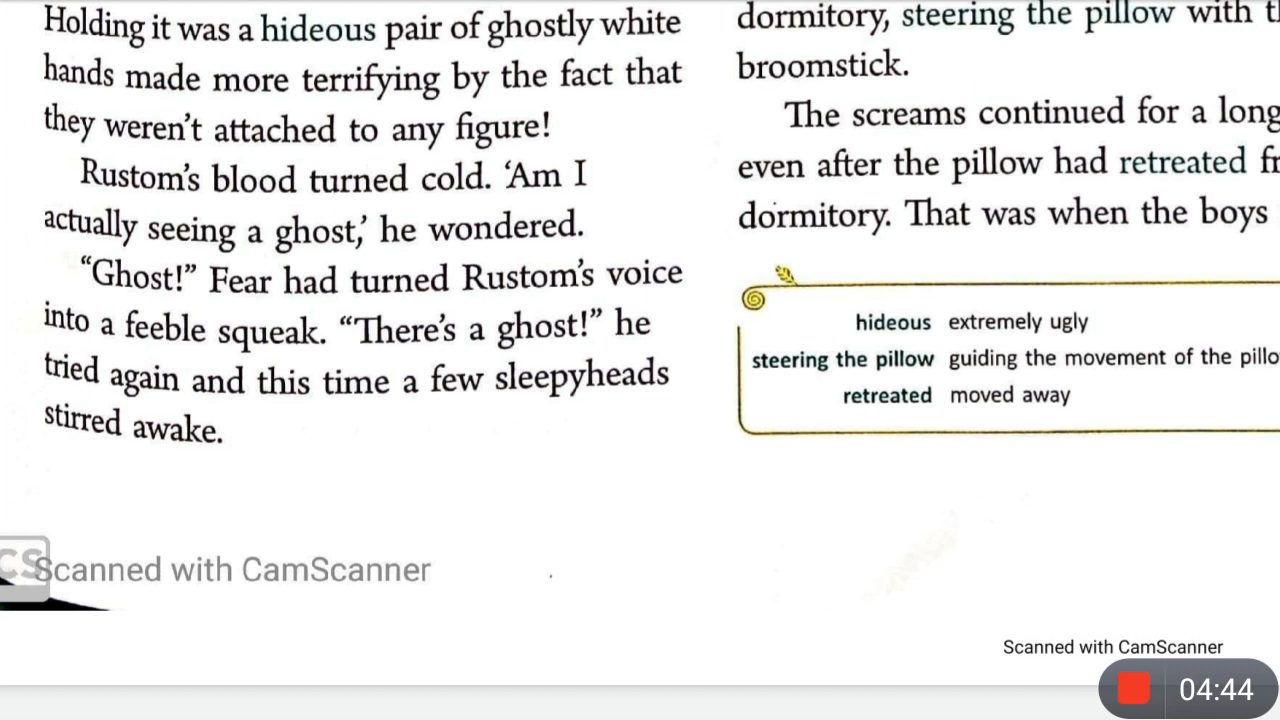 Holding it was a hideous pair of ghostly white
hands made more terrifying by the fact that
they weren't attached to any figure!
Rustom's blood turned cold. ‘Am I
actually seeing a ghost,’ he wondered.
“Ghost!” Fear had turned Rustom's voice
into a feeble squeak. “There's a ghost!” he
tried again and this time a few sleepyheads
stirred awake.
dormitory, steering the pillow with
broomstick.
The screams continued for a long
even after the pillow had retreated
dormitory. That was when the boys
hideous extremely ugly
steering the pillow guiding the movement of the
retreated moved away
CS Scanned with CamScanner
Scanned with CamScanner
04:44